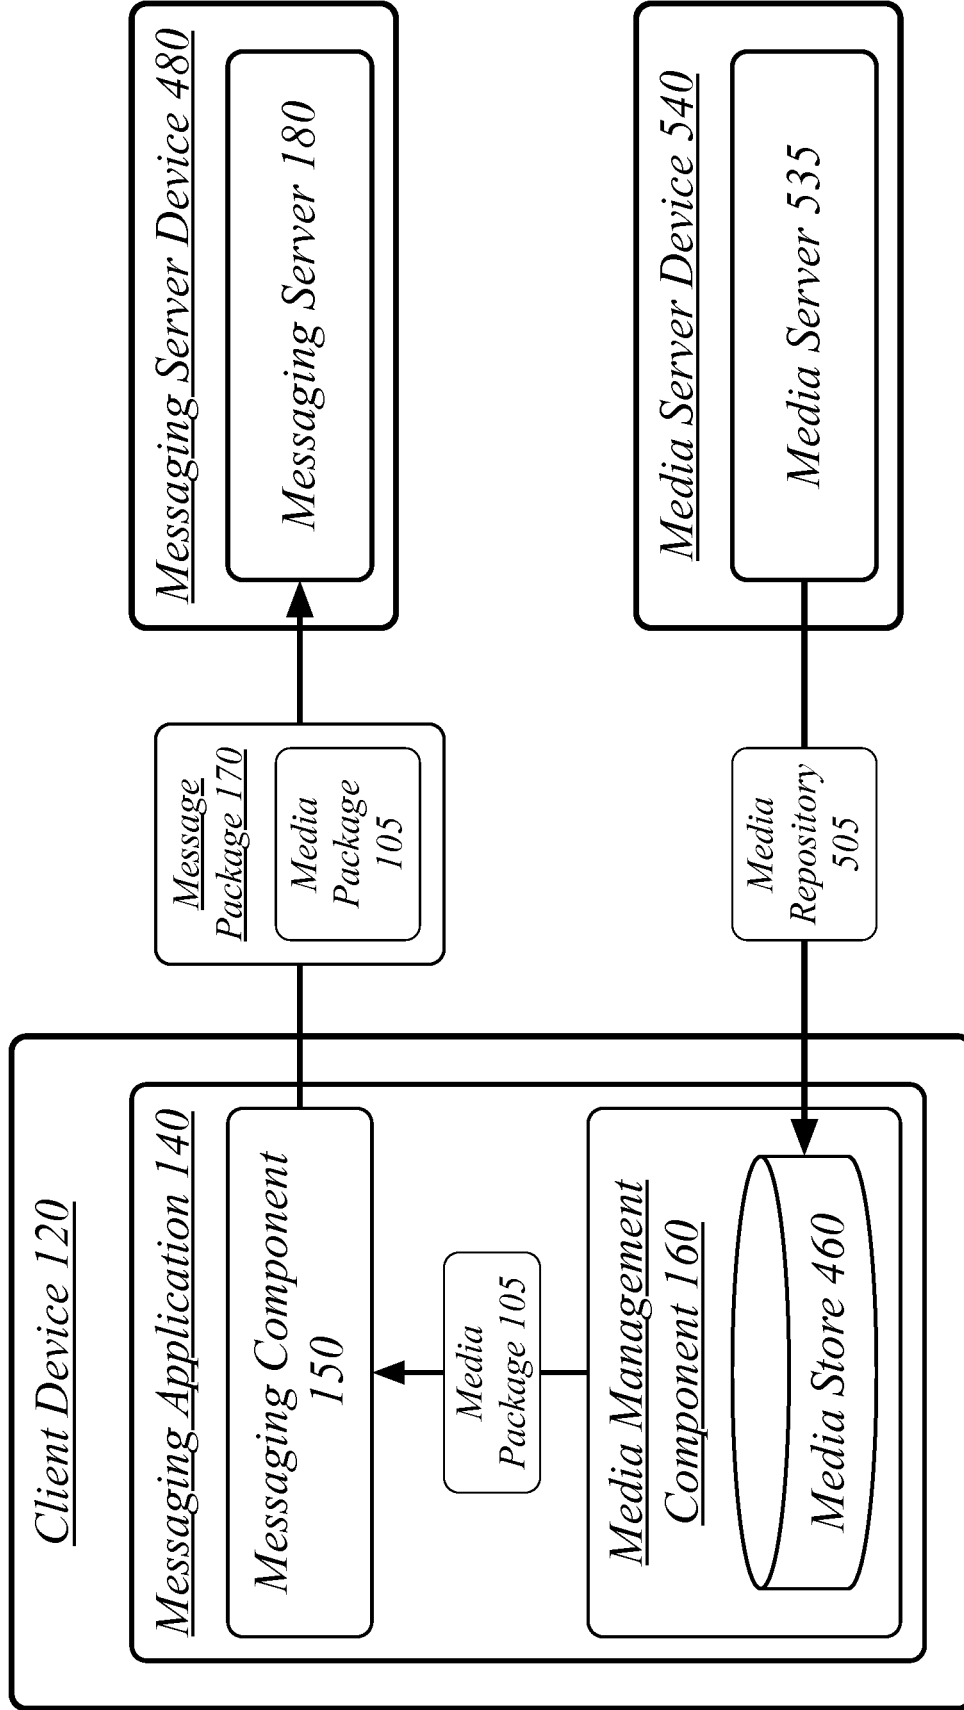 Client Device 120
Messaging Application 140
Messaging Component
150
Media
Package 105
Media Management
Component 160
Media Store 460
Message
Package 170
Media
Package
105
Media
Repository
505
Messaging Server Device 480
Messaging Server 180
Media Server Device 540
Media Server 535